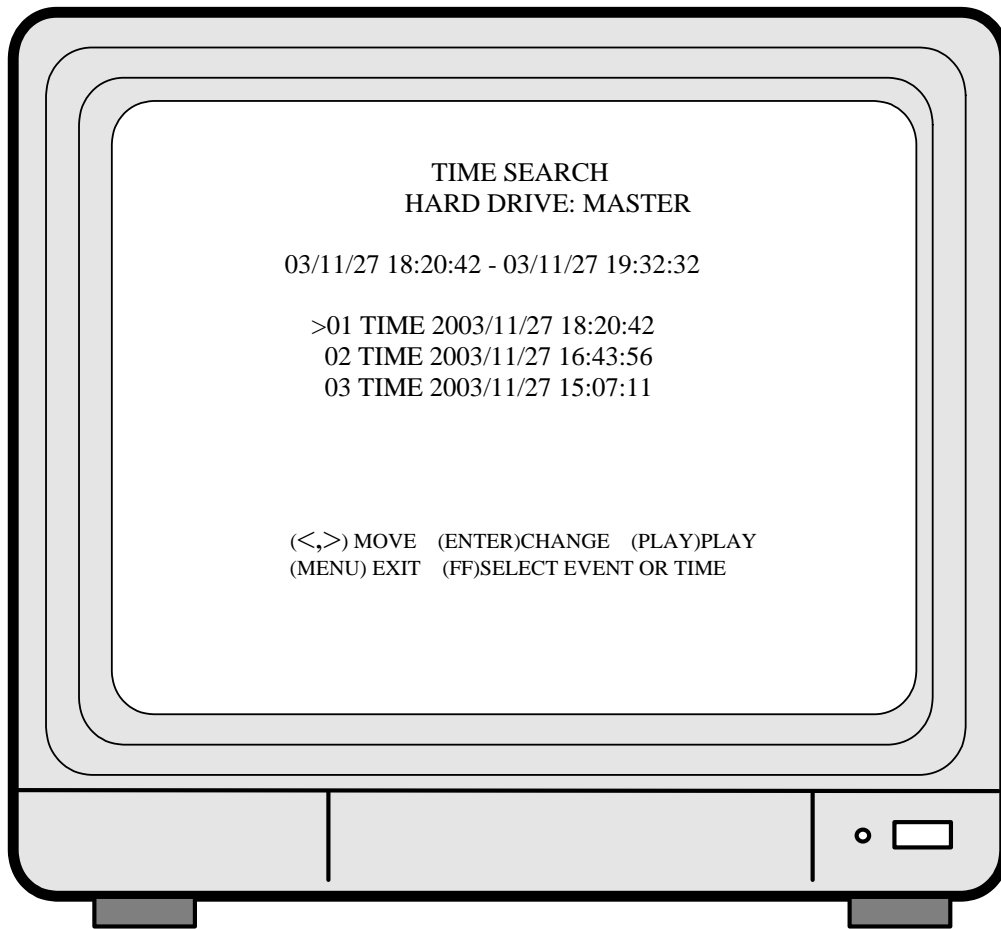 TIME SEARCH
HARD DRIVE: MASTER
03/11/27 18:20:42 - 03/11/27 19:32:32
>01 TIME 2003/11/27 18:20:42
02 TIME 2003/11/27 16:43:56
03 TIME 2003/11/27 15:07:11
(<,>) MOVE (ENTER)CHANGE (PLAY)PLAY
(MENU) EXIT (FF)SELECT EVENT OR TIME